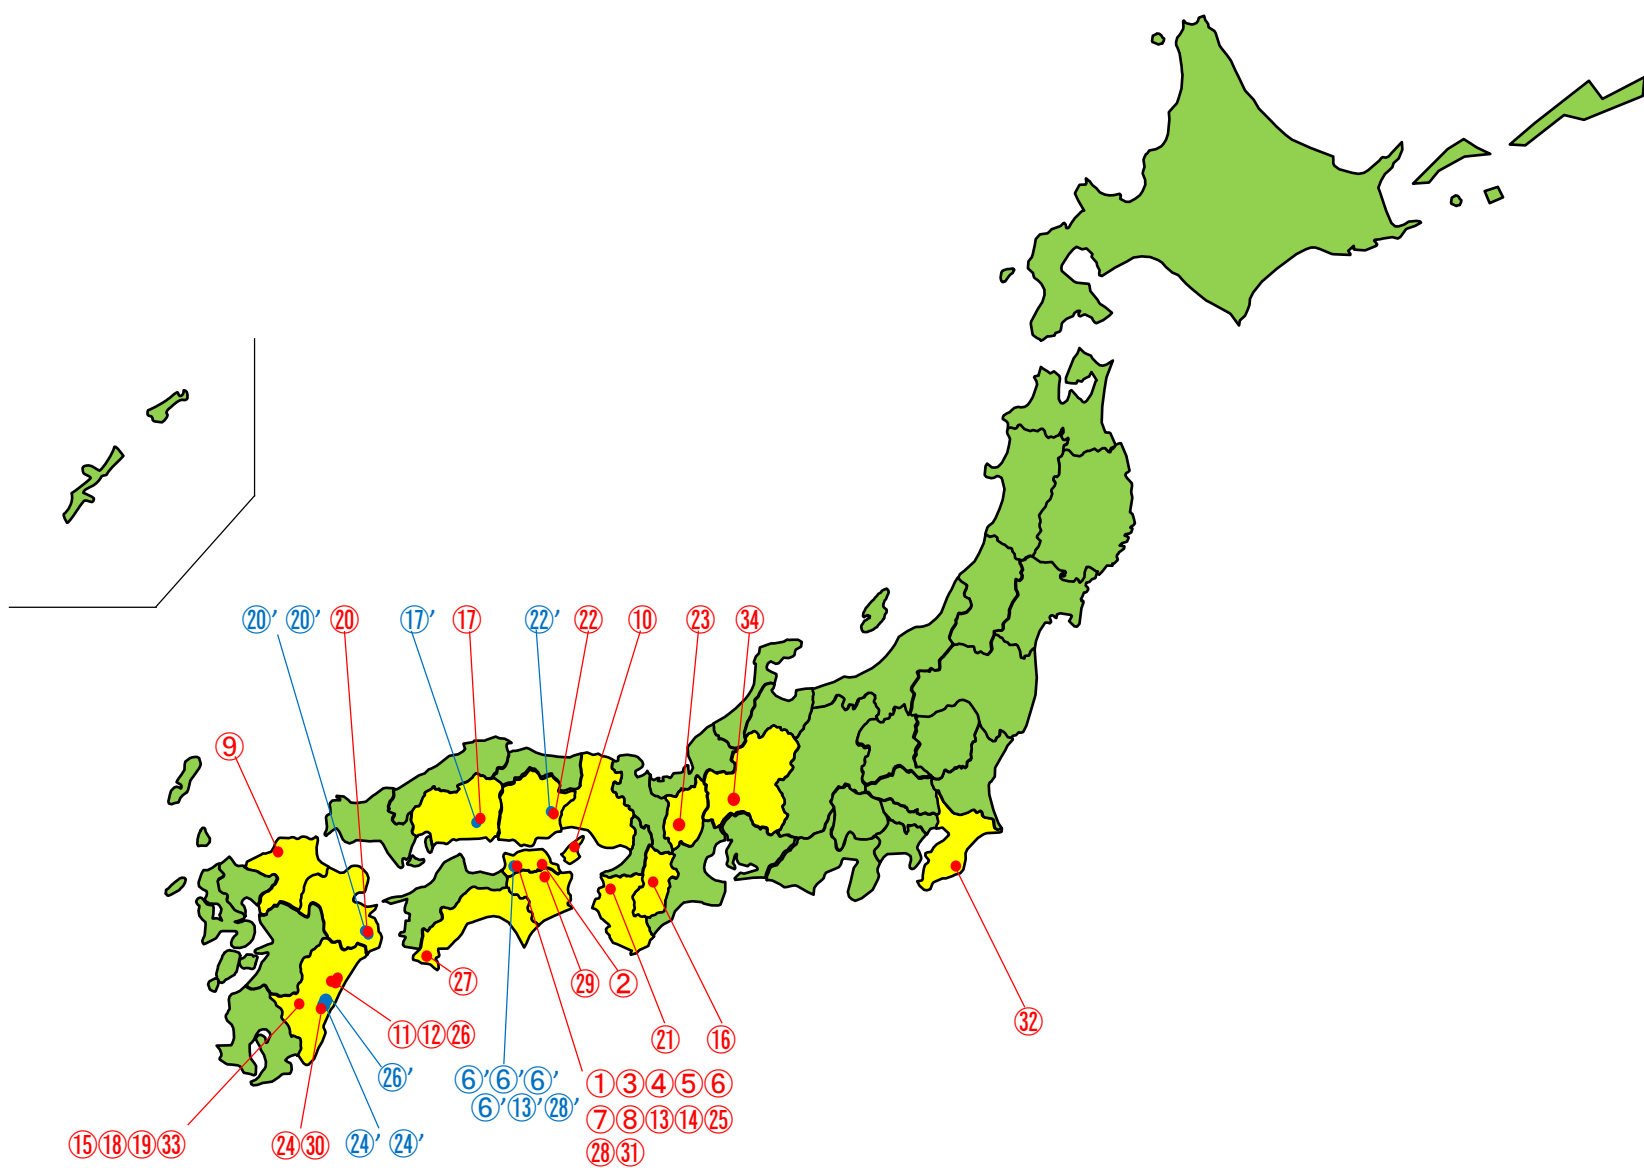 ⑳’ ⑳’ ⑳ ⑰’ ⑰ ㉒’ ㉒ ⑩ ㉓ ㉞
⑨
㉗ ㉙ ②
㉜
⑪⑫㉖ ㉑ ⑯
㉖’
⑥’⑥’⑥’
⑥’⑬’㉘’
①③④⑤⑥
⑦⑧⑬⑭㉕
㉘㉛
⑮⑱⑲㉝ ㉔㉚ ㉔’ ㉔’